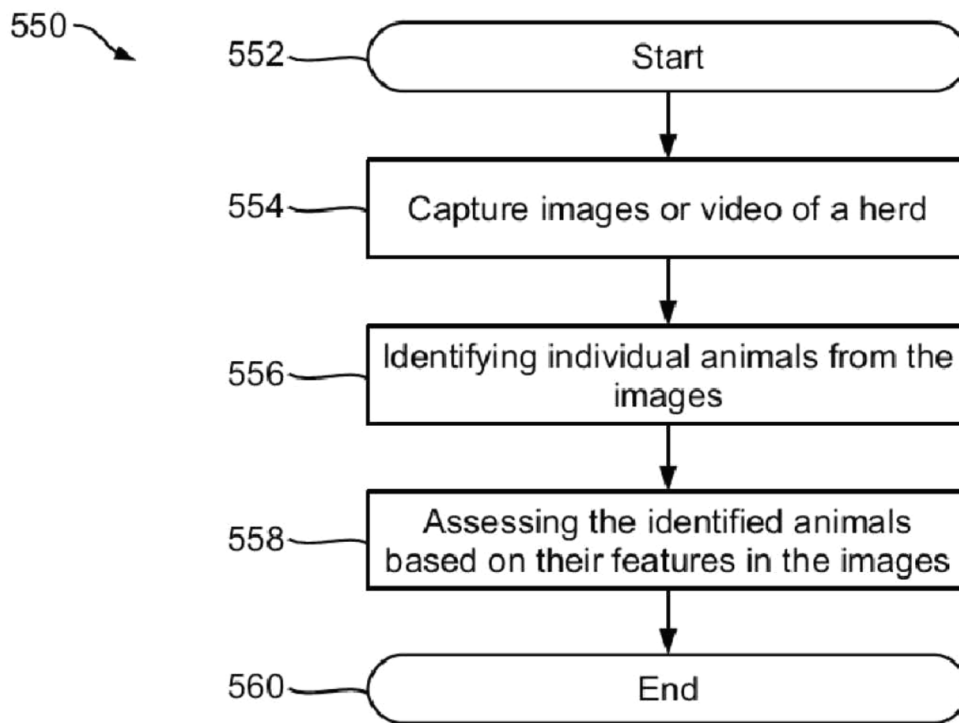 550
552
Start
554
Capture images or video of a herd
556
Identifying individual animals from the
images
558
Assessing the identified animals
based on their features in the images
560
End